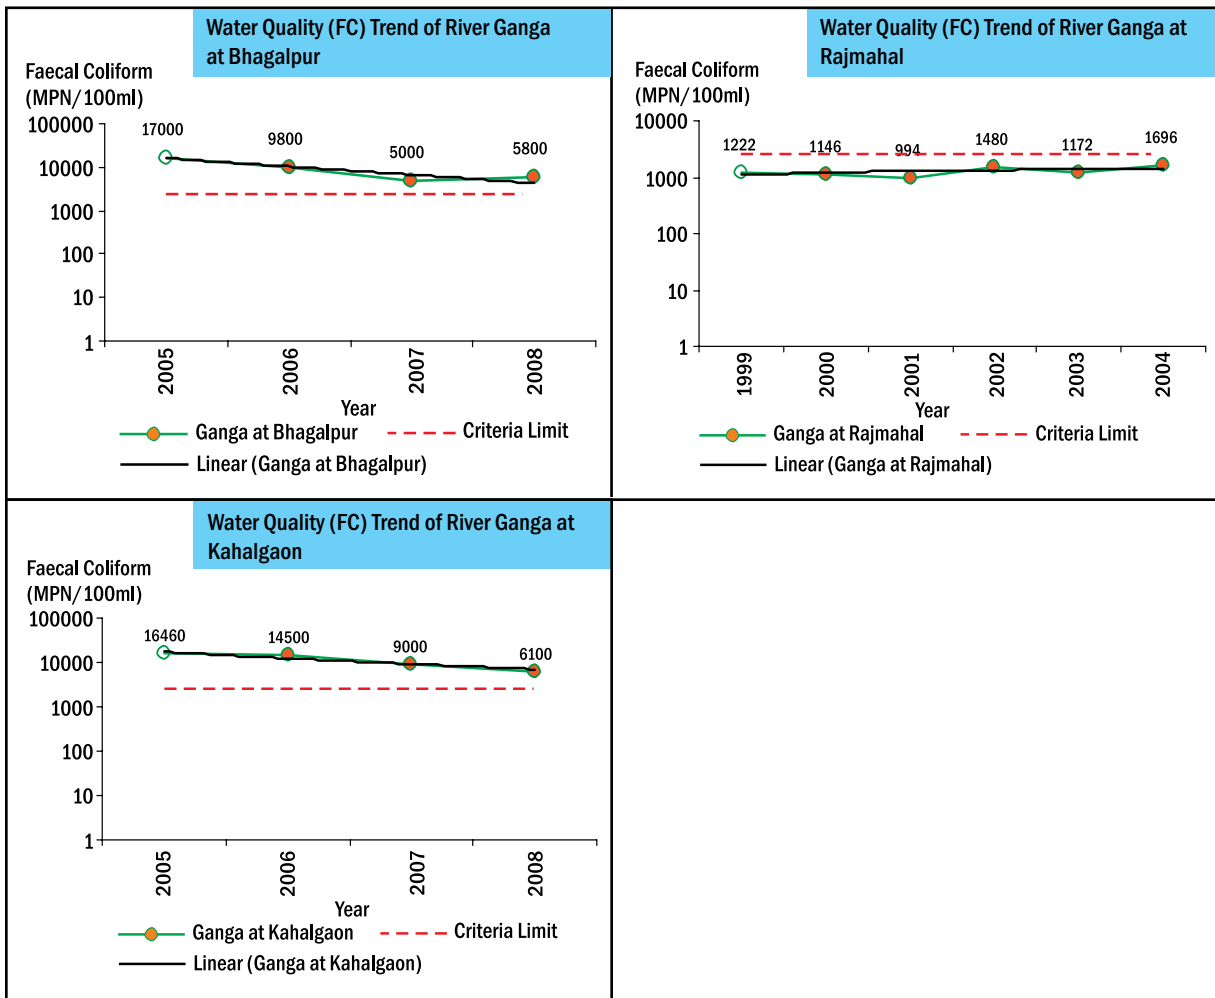 Water Quality (FC) Trend of River Ganga
at Bhagalpur
Faecal Coliform
(MPN/100ml)
100000
10000
1000
100
10
1
17000
9800
5000
5800
2005
2006
2007
2008
Year
Ganga at Bhagalpur
Criteria Limit
Linear (Ganga at Bhagalpur)
Water Quality (FC) Trend of River Ganga at
Rajmahal
Faecal Coliform
(MPN/100ml)
10000
1000
100
10
1
1222
1146
994
1480
1172
1696
1999
2000
2001
2002
2003
2004
Year
Ganga at Rajmahal
Criteria Limit
Linear (Ganga at Rajmahal)
Water Quality (FC) Trend of River Ganga at
Kahalgaon
Faecal Coliform
(MPN/100ml)
100000
10000
1000
100
10
1
16460
14500
9000
6100
2005
2006
2007
2008
Year
Ganga at Kahalgaon
Criteria Limit
Linear (Ganga at Kahalgaon)